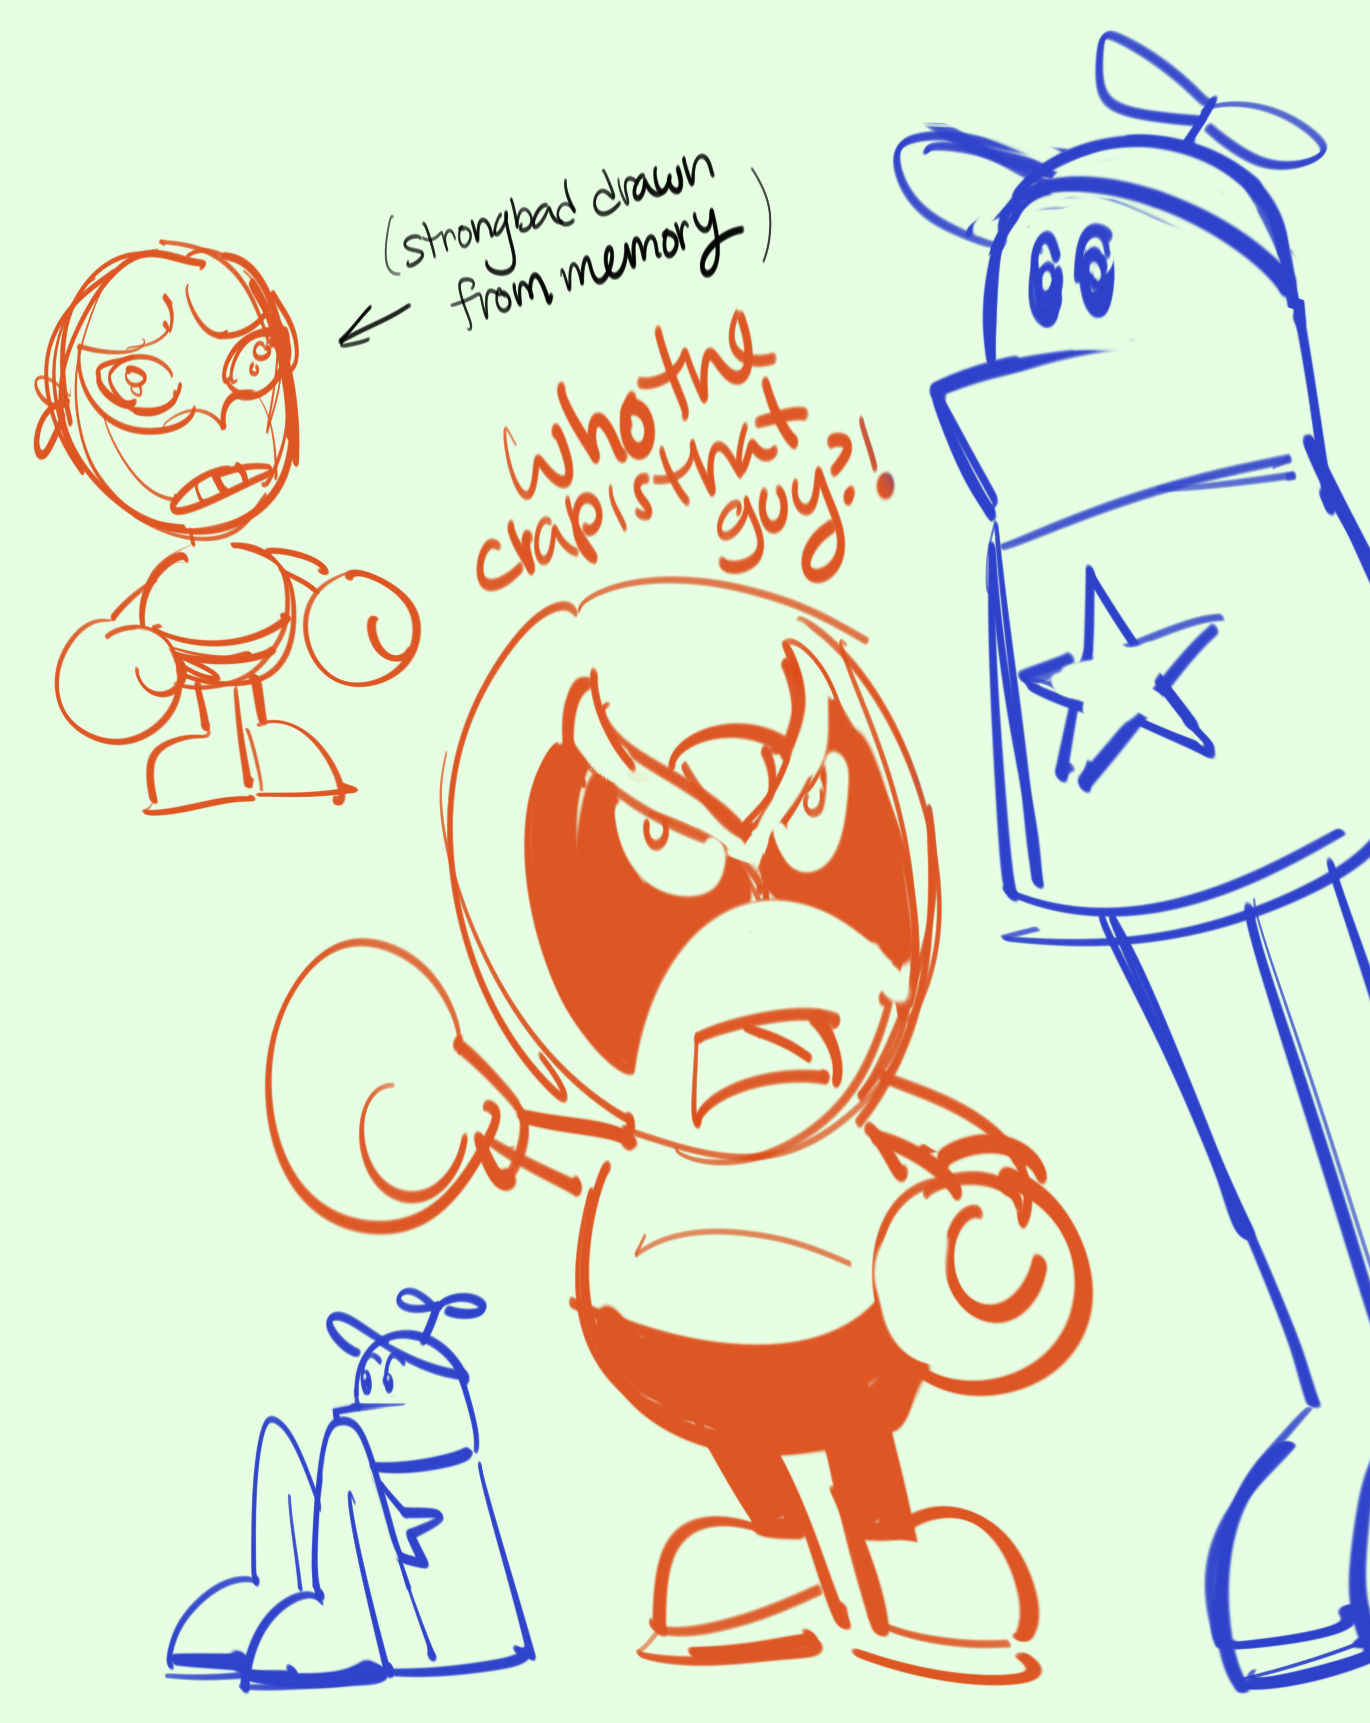 (strongbad drawn
from memory)
who the
crap is that
guy?!